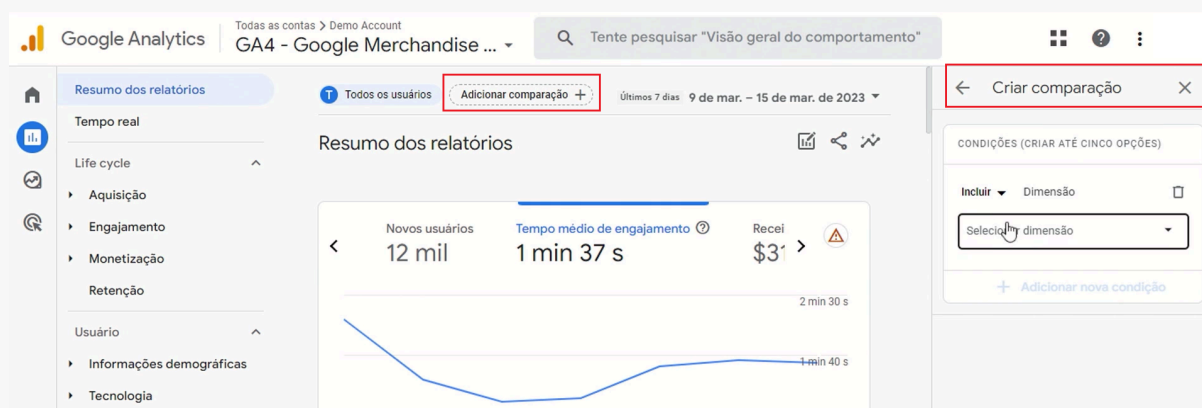 Google Analytics
Todas as contas > Demo Account
GA4 - Google Merchandise ...
Tente pesquisar "Visão geral do comportamento"
Resumo dos relatórios
Tempo real
Life cycle
Aquisição
Engajamento
Monetização
Retenção
Usuário
Informações demográficas
Tecnologia
T Todos os usuários
Adicionar comparação +
Últimos 7 dias 9 de mar. – 15 de mar. de 2023
Resumo dos relatórios
Novos usuários
12 mil
Tempo médio de engajamento
1 min 37 s
Recei
$31
2 min 30 s
1 min 40 s
Criar comparação
CONDIÇÕES (CRIAR ATÉ CINCO OPÇÕES)
Incluir Dimensão
Selecionar dimensão
+ Adicionar nova condição